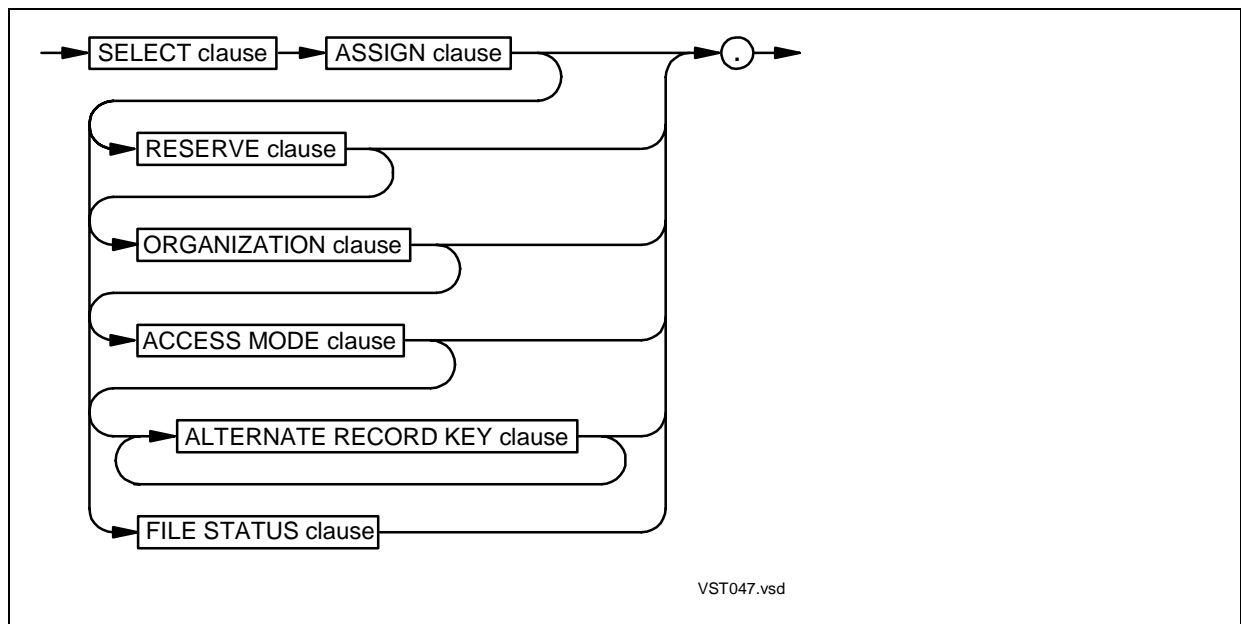 SELECT clause
ASSIGN clause
.
RESERVE clause
ORGANIZATION clause
ACCESS MODE clause
ALTERNATE RECORD KEY clause
FILE STATUS clause
VST047.vsd